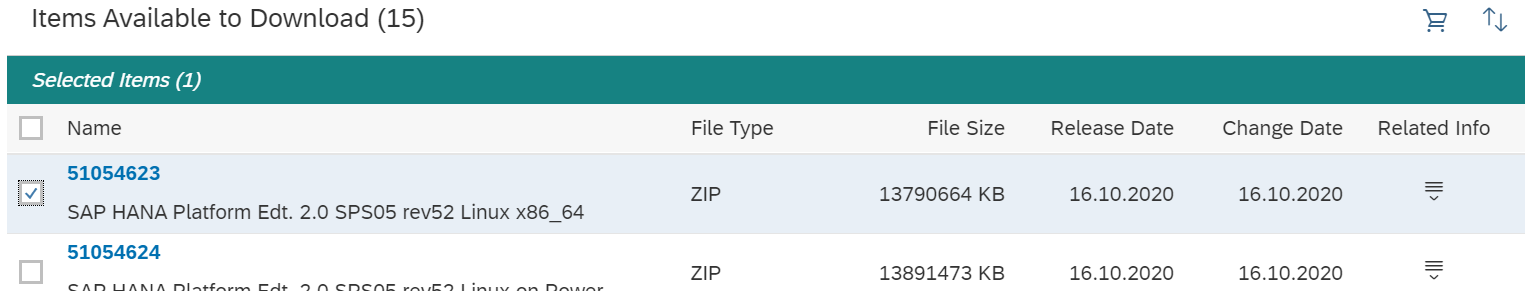 Items Available to Download (15)
Selected Items (1)
Name File Type File Size Release Date Change Date Related Info
51054623
ZIP 13790664 KB 16.10.2020 16.10.2020
SAP HANA Platform Edt. 2.0 SPS05 rev52 Linux x86_64
51054624
ZIP 13891473 KB 16.10.2020 16.10.2020
SAP HANA Platform Edt. 2.0 SPS05 rev52 Linux on Power